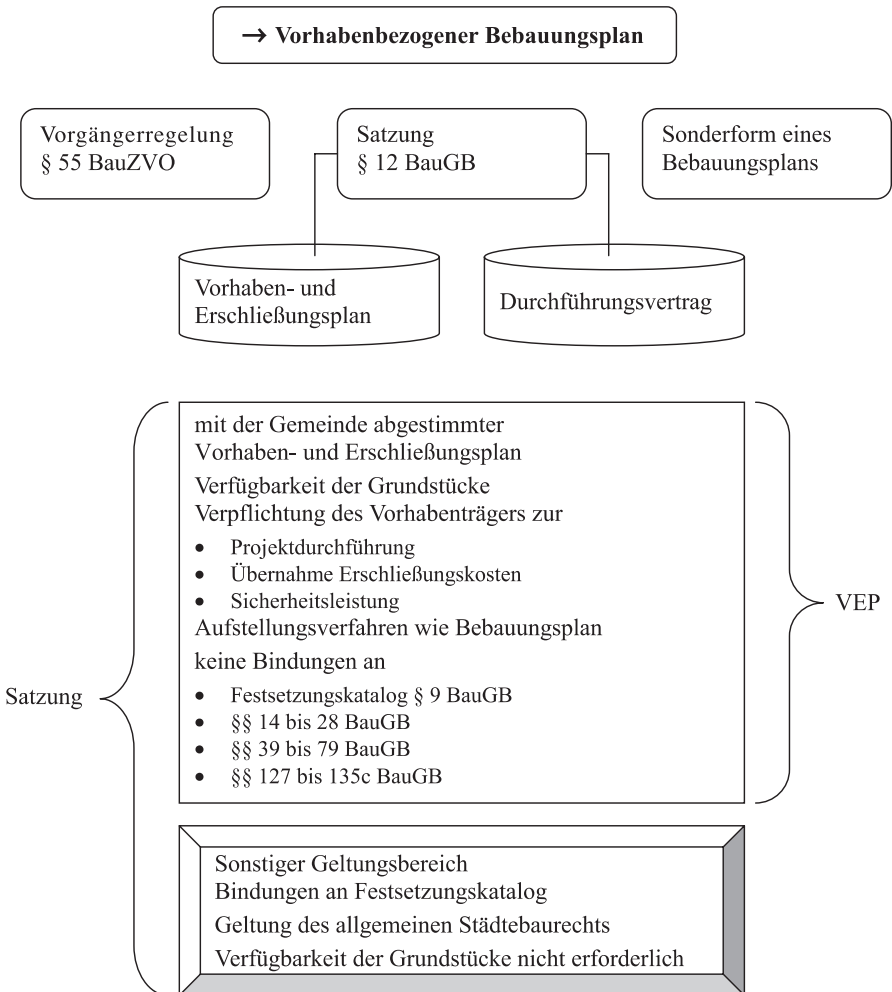 → Vorhabenbezogener Bebauungsplan
Vorgängerregelung
§ 55 BauZVO
Satzung
§ 12 BauGB
Sonderform eines
Bebauungsplans
Vorhaben- und
Erschließungsplan
Durchführungsvertrag
mit der Gemeinde abgestimmter
Vorhaben- und Erschließungsplan
Verfügbarkeit der Grundstücke
Verpflichtung des Vorhabenträgers zur
• Projektdurchführung
• Übernahme Erschließungskosten
• Sicherheitsleistung
Aufstellungsverfahren wie Bebauungsplan
keine Bindungen an
• Festsetzungskatalog § 9 BauGB
• §§ 14 bis 28 BauGB
• §§ 39 bis 79 BauGB
• §§ 127 bis 135c BauGB
VEP
Satzung
Sonstiger Geltungsbereich
Bindungen an Festsetzungskatalog
Geltung des allgemeinen Städtebaurechts
Verfügbarkeit der Grundstücke nicht erforderlich